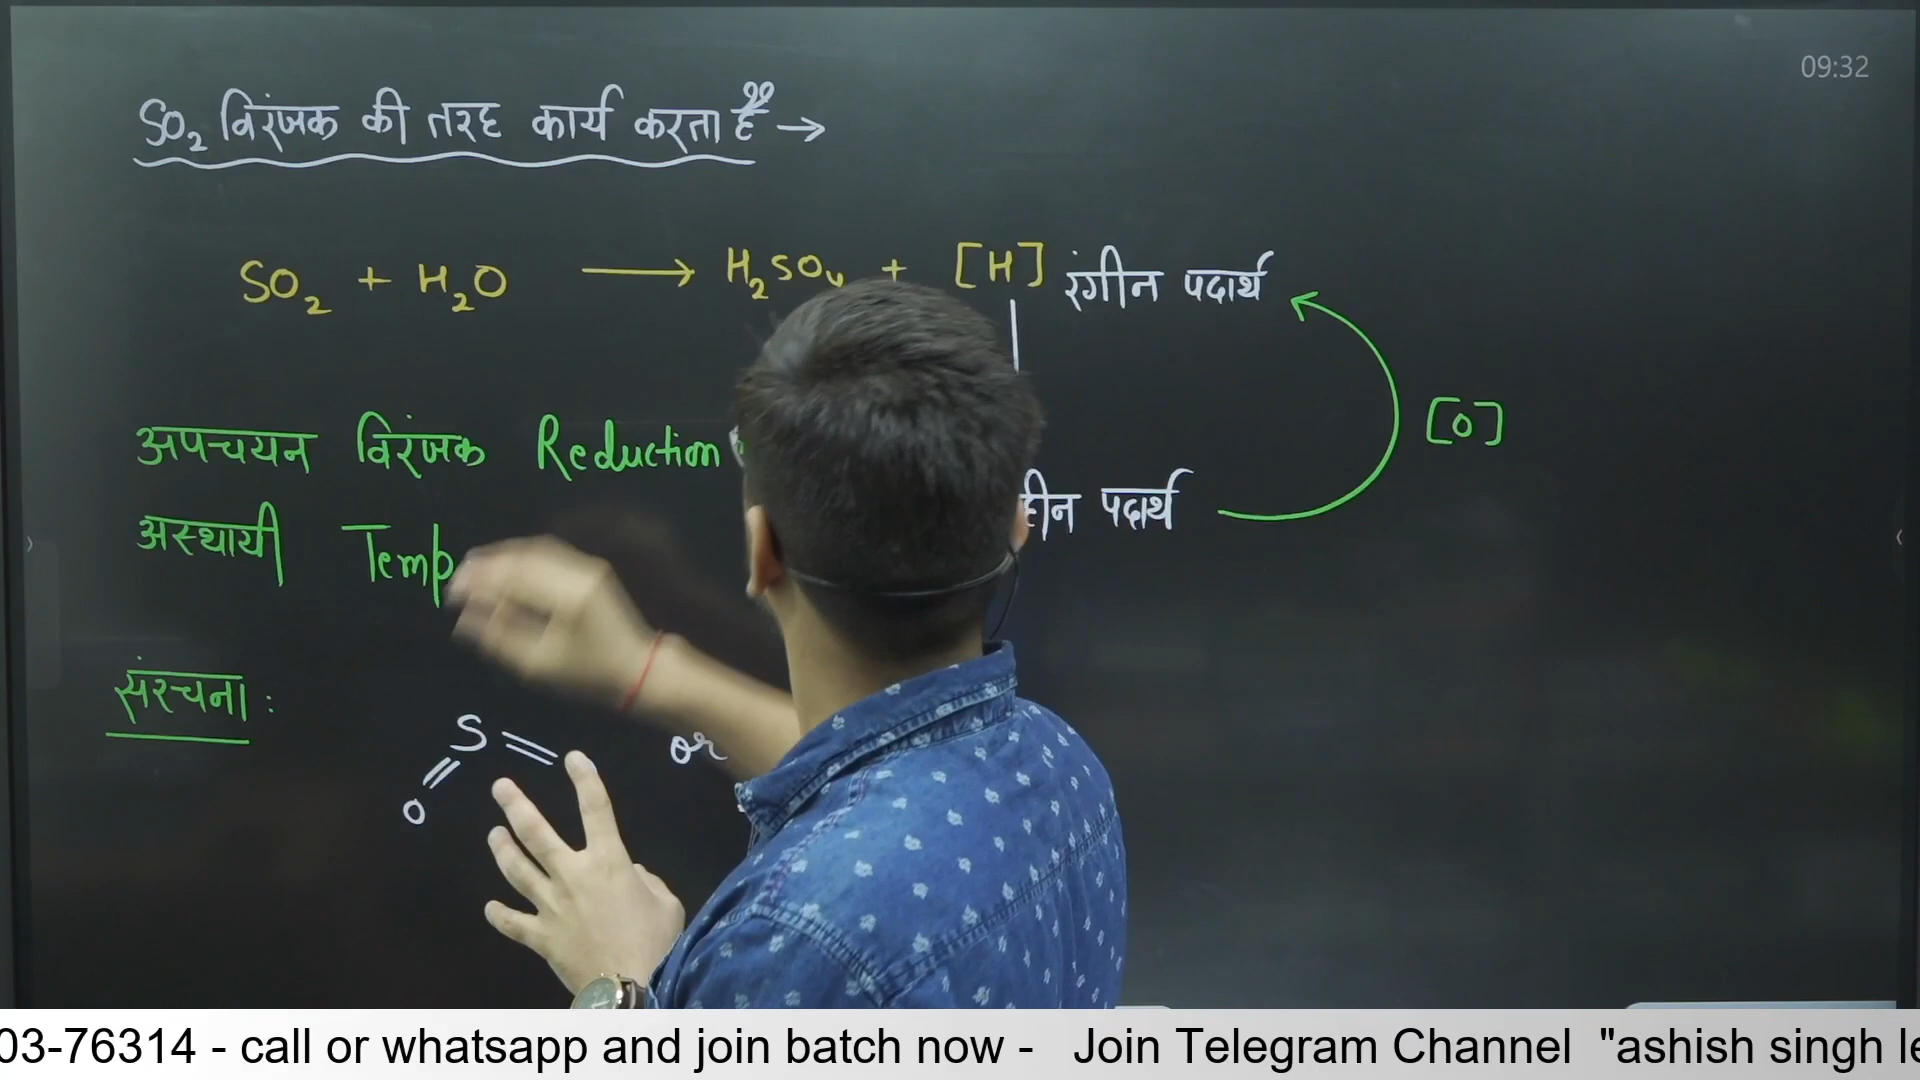 09:32
SO₂ विरंजक की तरह कार्य करता है →
SO₂ + H₂O → H₂SO₄ + [H] रंगीन पदार्थ
[O]
अपचयन विरंजक Reduction
हीन पदार्थ
अस्थायी Temp
संरचना :
S
or
O
03-76314 - call or whatsapp and join batch now - Join Telegram Channel "ashish singh le